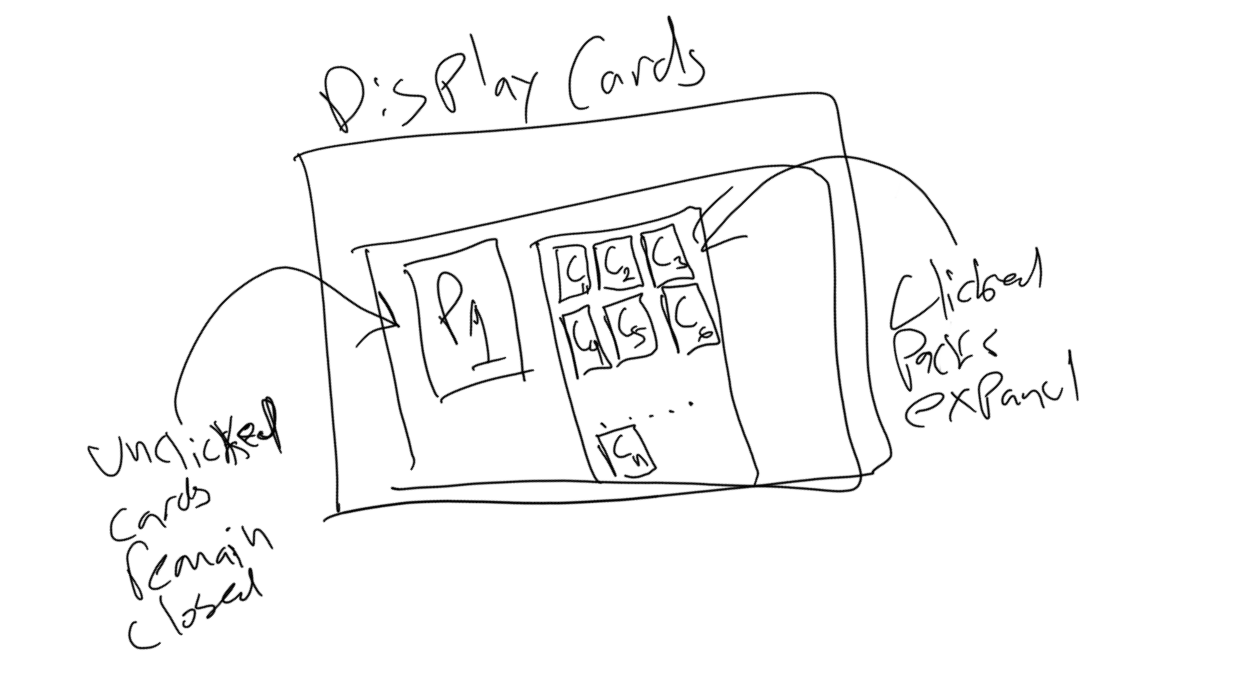 Display Cards
P1
C1 C2 C3
C4 C5 C6
.....
Cn
Unclicked
cards
remain
closed
Clicked
Packs
expand